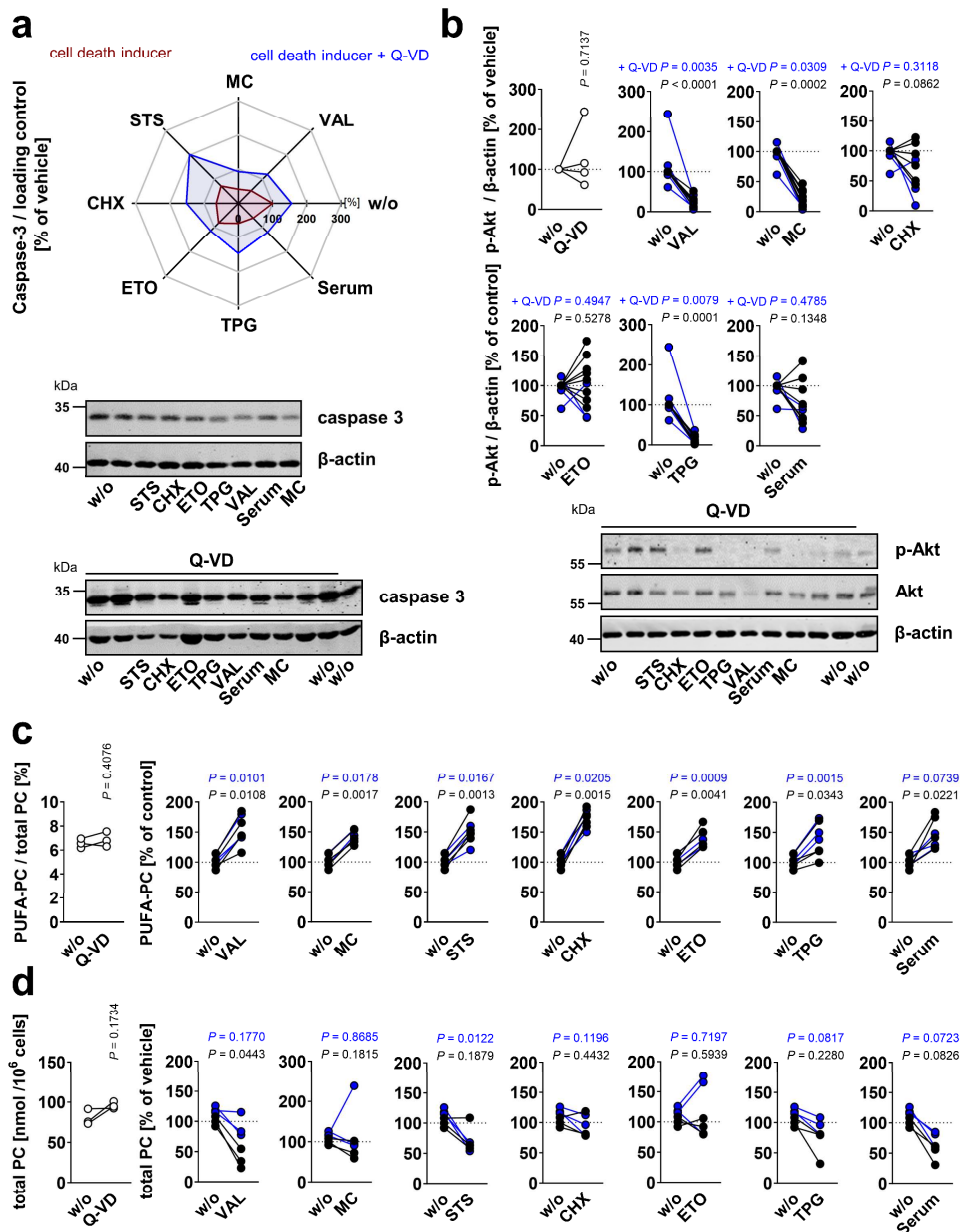 a
cell death inducer
cell death inducer + Q-VD
Caspase-3 / loading control
[% of vehicle]
MC
STS
VAL
CHX
w/o
0 100 200 300 [%]
ETO
Serum
TPG
kDa
35
caspase 3
40
β-actin
w/o STS CHX ETO TPG VAL Serum MC
Q-VD
kDa
35
caspase 3
40
β-actin
w/o STS CHX ETO TPG VAL Serum MC w/o w/o
b
p-Akt / β-actin [% of vehicle]
P = 0.7137
300
200
100
0
w/o Q-VD
+ Q-VD P = 0.0035
P < 0.0001
300
200
100
0
w/o VAL
+ Q-VD P = 0.0309
P = 0.0002
200
150
100
50
0
w/o MC
+ Q-VD P = 0.3118
P = 0.0862
200
150
100
50
0
w/o CHX
p-Akt / β-actin [% of control]
+ Q-VD P = 0.4947
P = 0.5278
200
150
100
50
0
w/o ETO
+ Q-VD P = 0.0079
P = 0.0001
300
200
100
0
w/o TPG
+ Q-VD P = 0.4785
P = 0.1348
200
150
100
50
0
w/o Serum
Q-VD
kDa
55
p-Akt
55
Akt
40
β-actin
w/o STS CHX ETO TPG VAL Serum MC w/o w/o
c
PUFA-PC / total PC [%]
P = 0.4076
10
8
6
4
2
0
w/o Q-VD
PUFA-PC [% of control]
P = 0.0101
P = 0.0108
200
150
100
50
0
w/o VAL
P = 0.0178
P = 0.0017
200
150
100
50
0
w/o MC
P = 0.0167
P = 0.0013
200
150
100
50
0
w/o STS
P = 0.0205
P = 0.0015
200
150
100
50
0
w/o CHX
P = 0.0009
P = 0.0041
200
150
100
50
0
w/o ETO
P = 0.0015
P = 0.0343
200
150
100
50
0
w/o TPG
P = 0.0739
P = 0.0221
200
150
100
50
0
w/o Serum
d
total PC [nmol /10⁶ cells]
P = 0.1734
150
100
50
0
w/o Q-VD
total PC [% of vehicle]
P = 0.1770
P = 0.0443
200
150
100
50
0
w/o VAL
P = 0.8685
P = 0.1815
300
200
100
0
w/o MC
P = 0.0122
P = 0.1879
200
150
100
50
0
w/o STS
P = 0.1196
P = 0.4432
200
150
100
50
0
w/o CHX
P = 0.7197
P = 0.5939
200
150
100
50
0
w/o ETO
P = 0.0817
P = 0.2280
200
150
100
50
0
w/o TPG
P = 0.0723
P = 0.0826
200
150
100
50
0
w/o Serum